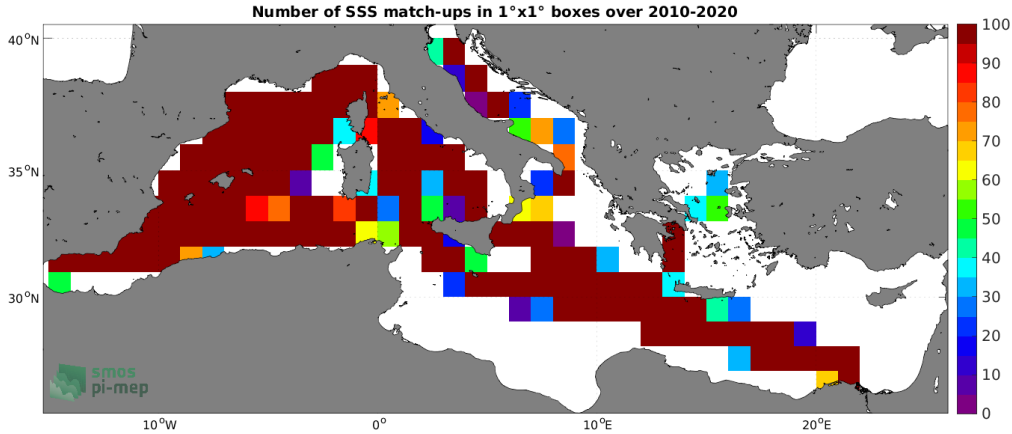 Number of SSS match-ups in 1°x1° boxes over 2010-2020
40°N
35°N
30°N
10°W
0°
10°E
20°E
100
90
80
70
60
50
40
30
20
10
0
smos
pi-mep